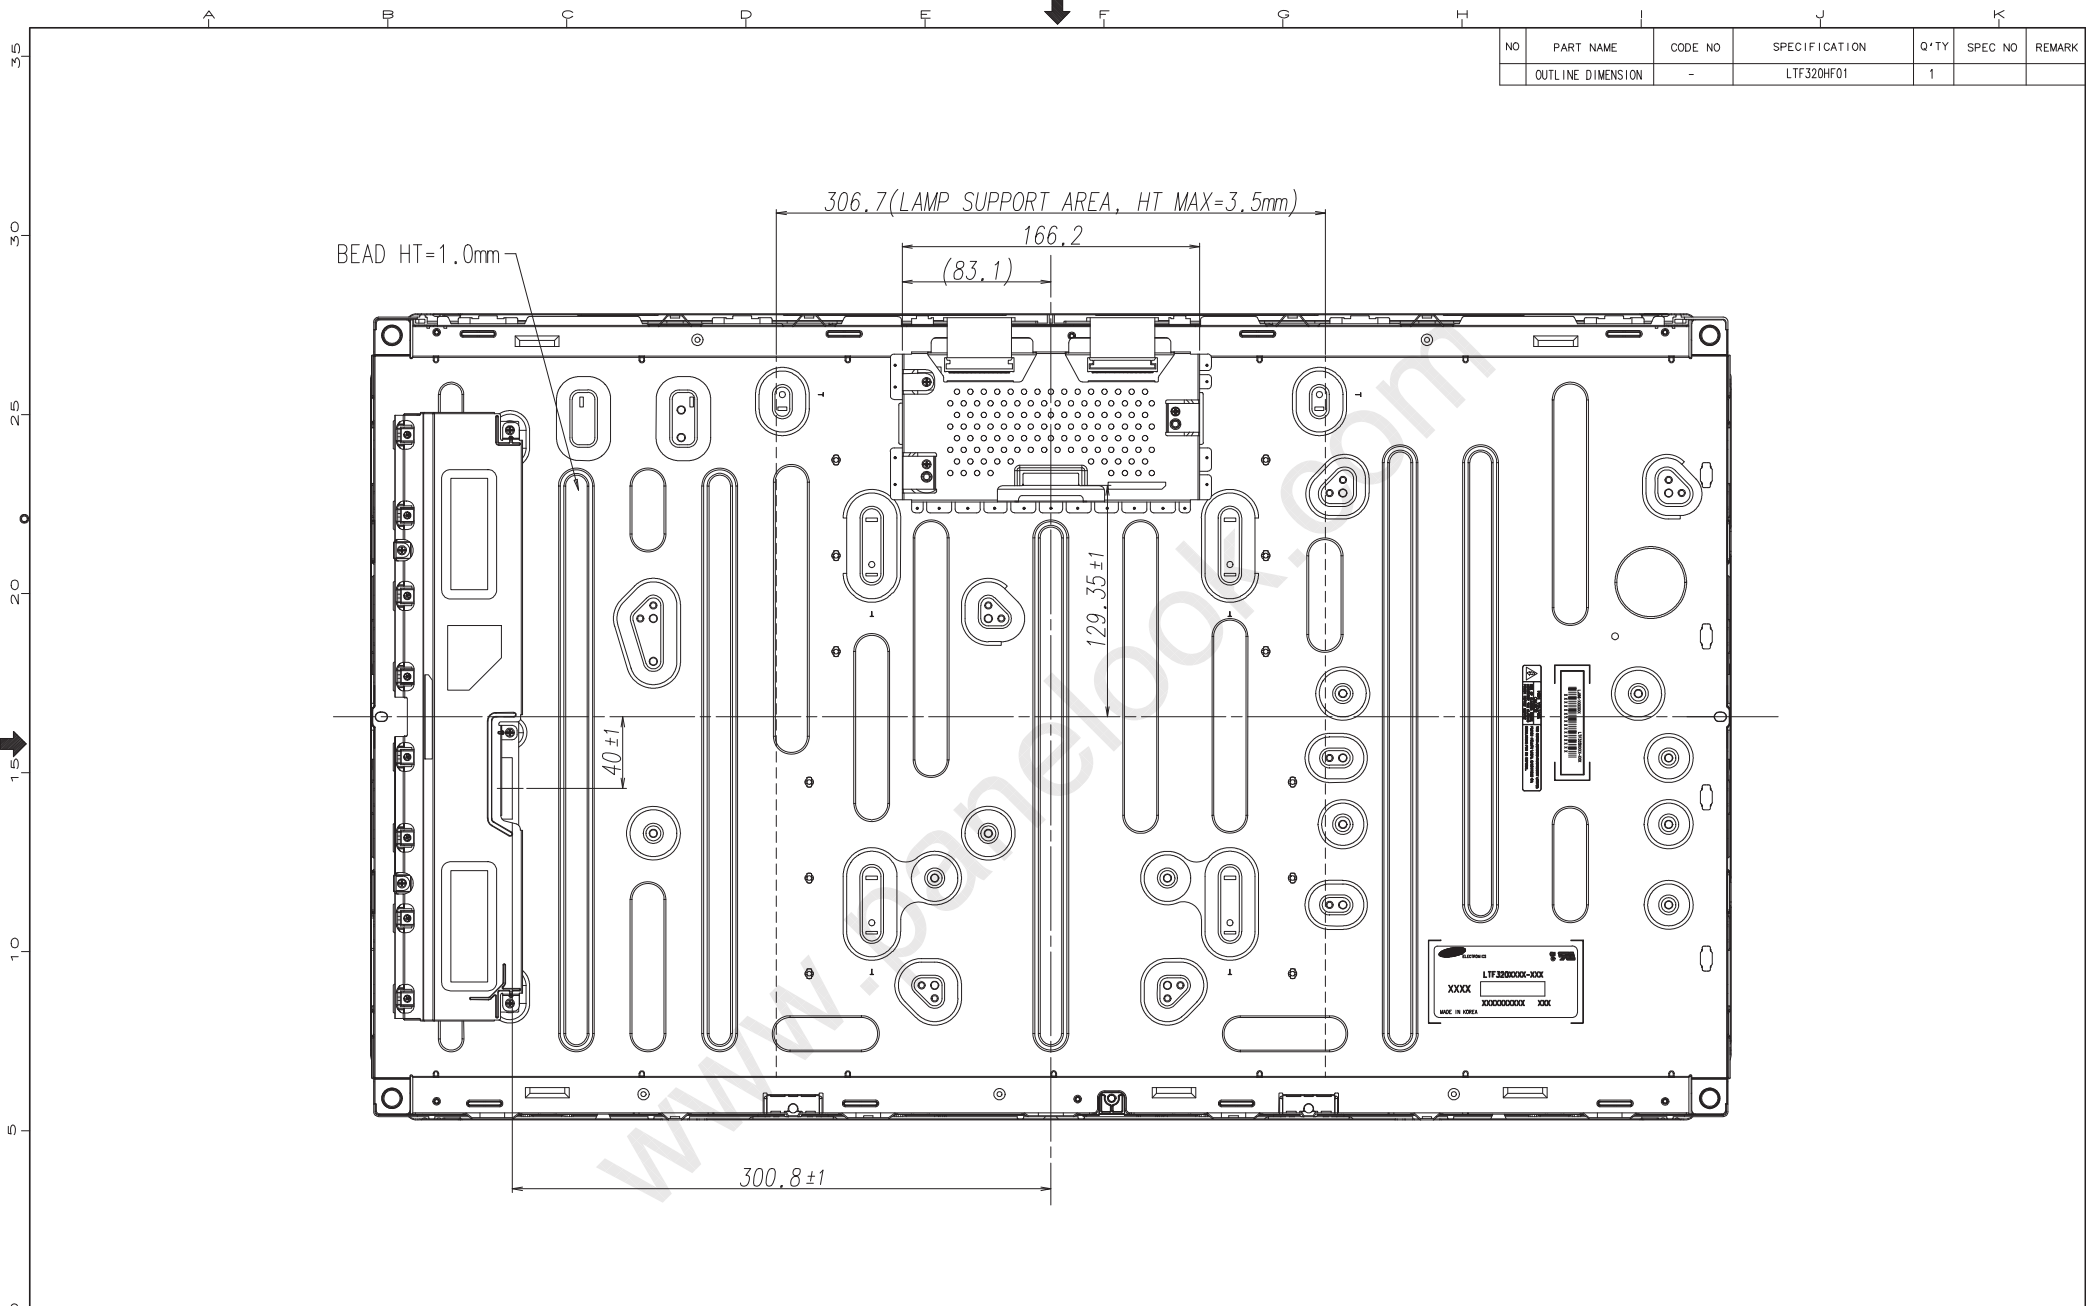 A B C D E F G H I J K
NO PART NAME CODE NO SPECIFICATION Q'TY SPEC NO REMARK
OUTLINE DIMENSION - LTF320HF01 1
35
30
25
20
15
10
5
306.7(LAMP SUPPORT AREA, HT MAX=3.5mm)
166.2
(83.1)
BEAD HT=1.0mm
129.35±1
40±1
300.8±1
ELECTRONICS
LTF320XXXX-XXX
XXXX
XXXXXXXXXX XXX
MADE IN KOREA
www.panelook.com